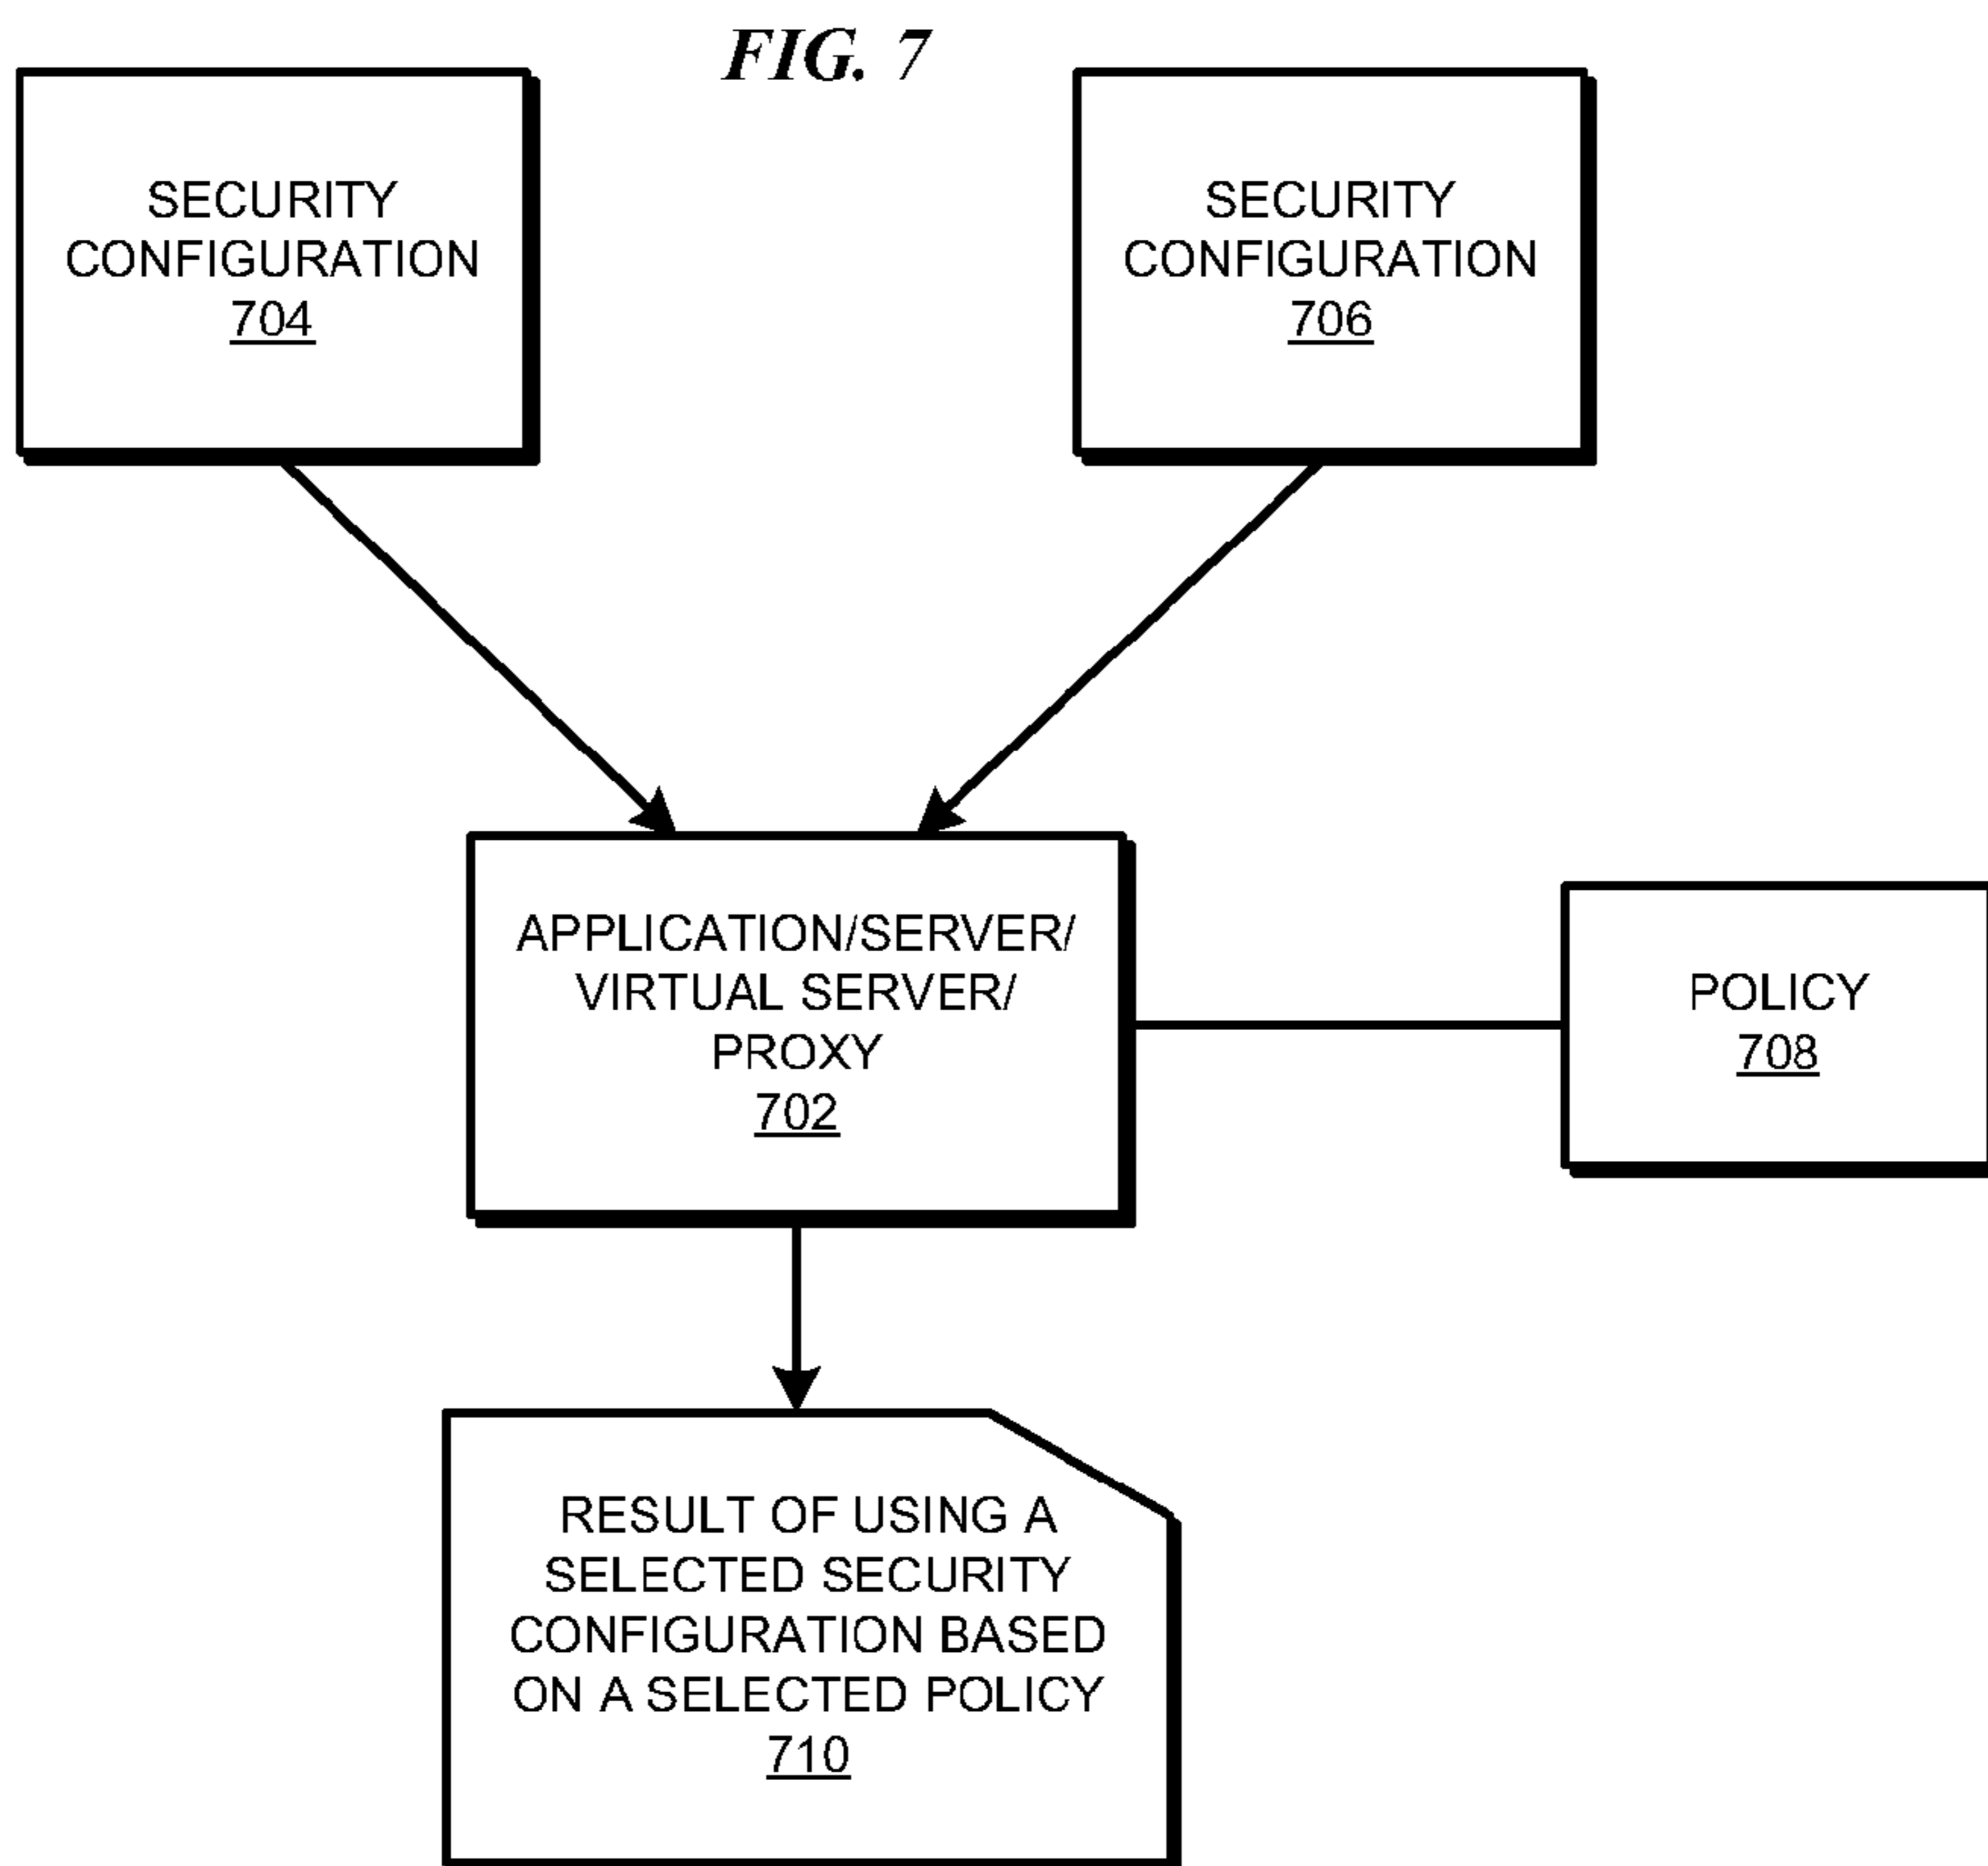 FIG. 7
SECURITY
CONFIGURATION
704
SECURITY
CONFIGURATION
706
APPLICATION/SERVER/
VIRTUAL SERVER/
PROXY
702
POLICY
708
RESULT OF USING A
SELECTED SECURITY
CONFIGURATION BASED
ON A SELECTED POLICY
710